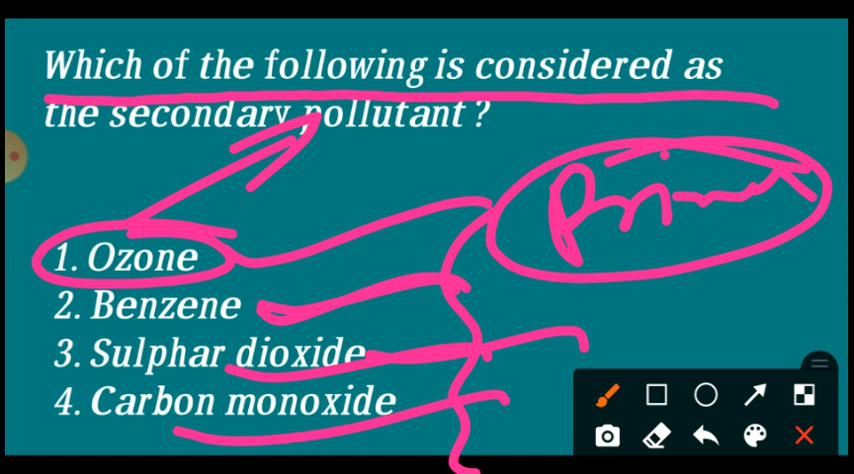 Which of the following is considered as
the secondary pollutant ?
1. Ozone
2. Benzene
3. Sulphar dioxide
4. Carbon monoxide